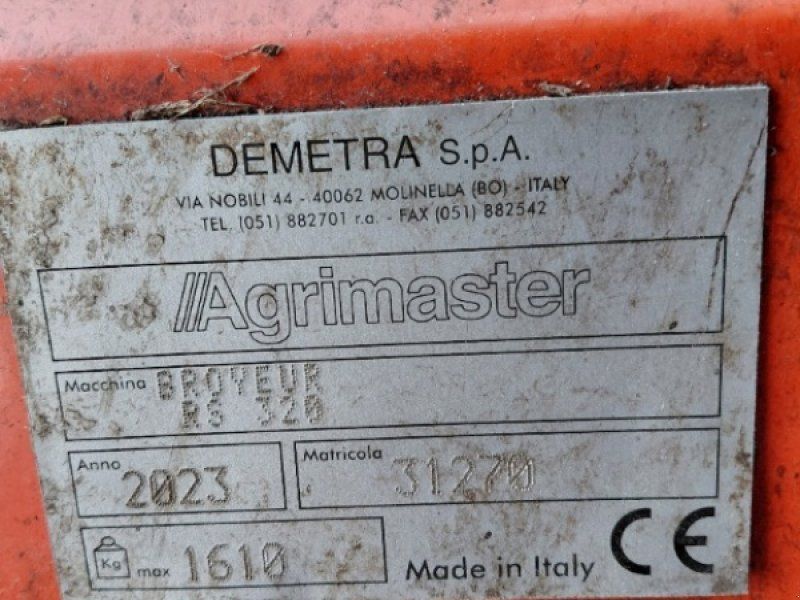 DEMETRA S.p.A.
VIA NOBILI 44 - 40062 MOLINELLA (BO) - ITALY
TEL. (051) 882701 r.a. - FAX (051) 882542
Agrimaster
Macchina BROYEUR
RS 320
Anno 2023 Matricola 31270
Kg max 1610
Made in Italy CE